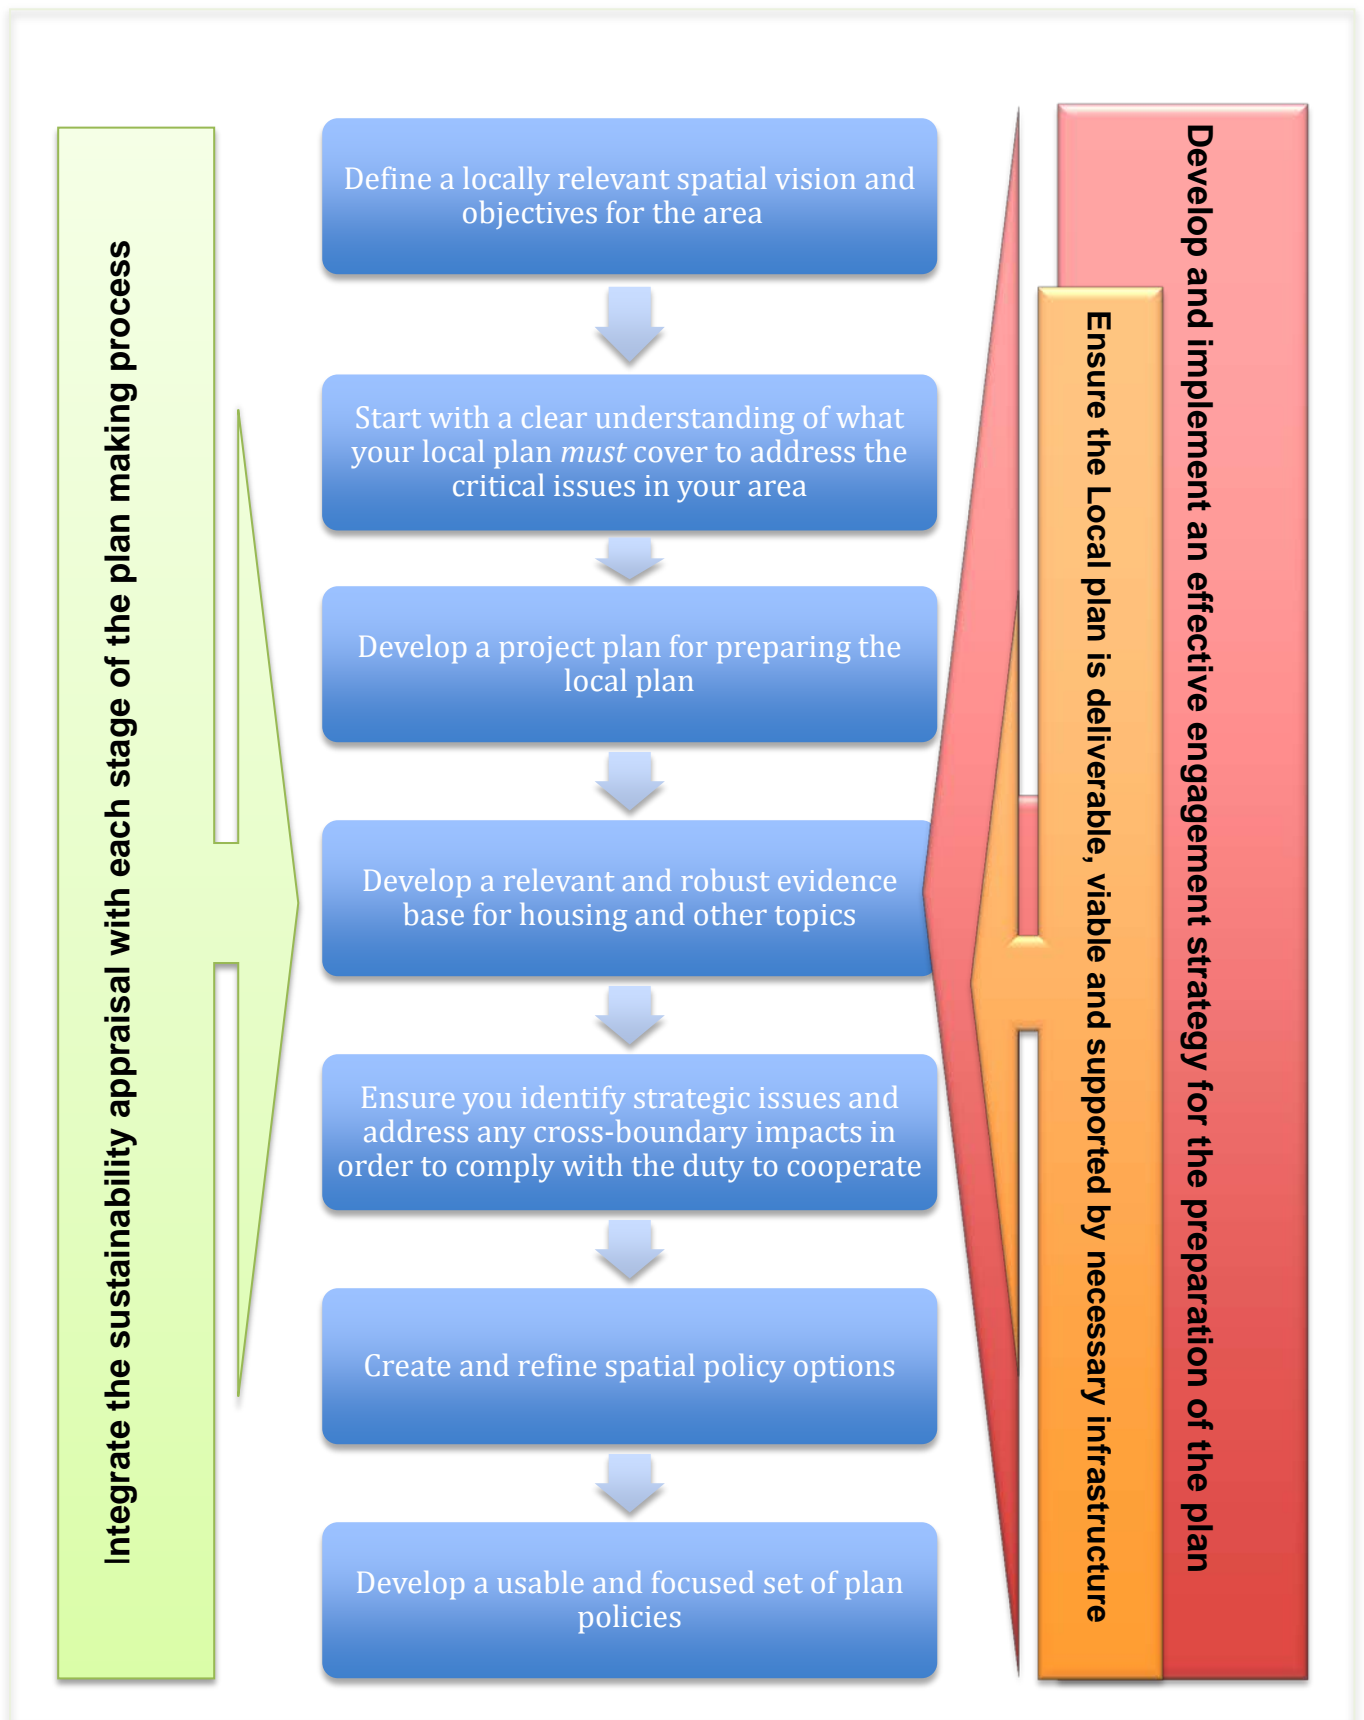 Integrate the sustainability appraisal with each stage of the plan making process
Define a locally relevant spatial vision and
objectives for the area
Start with a clear understanding of what
your local plan must cover to address the
critical issues in your area
Develop a project plan for preparing the
local plan
Develop a relevant and robust evidence
base for housing and other topics
Ensure you identify strategic issues and
address any cross-boundary impacts in
order to comply with the duty to cooperate
Create and refine spatial policy options
Develop a usable and focused set of plan
policies
Ensure the Local plan is deliverable, viable and supported by necessary infrastructure
Develop and implement an effective engagement strategy for the preparation of the plan